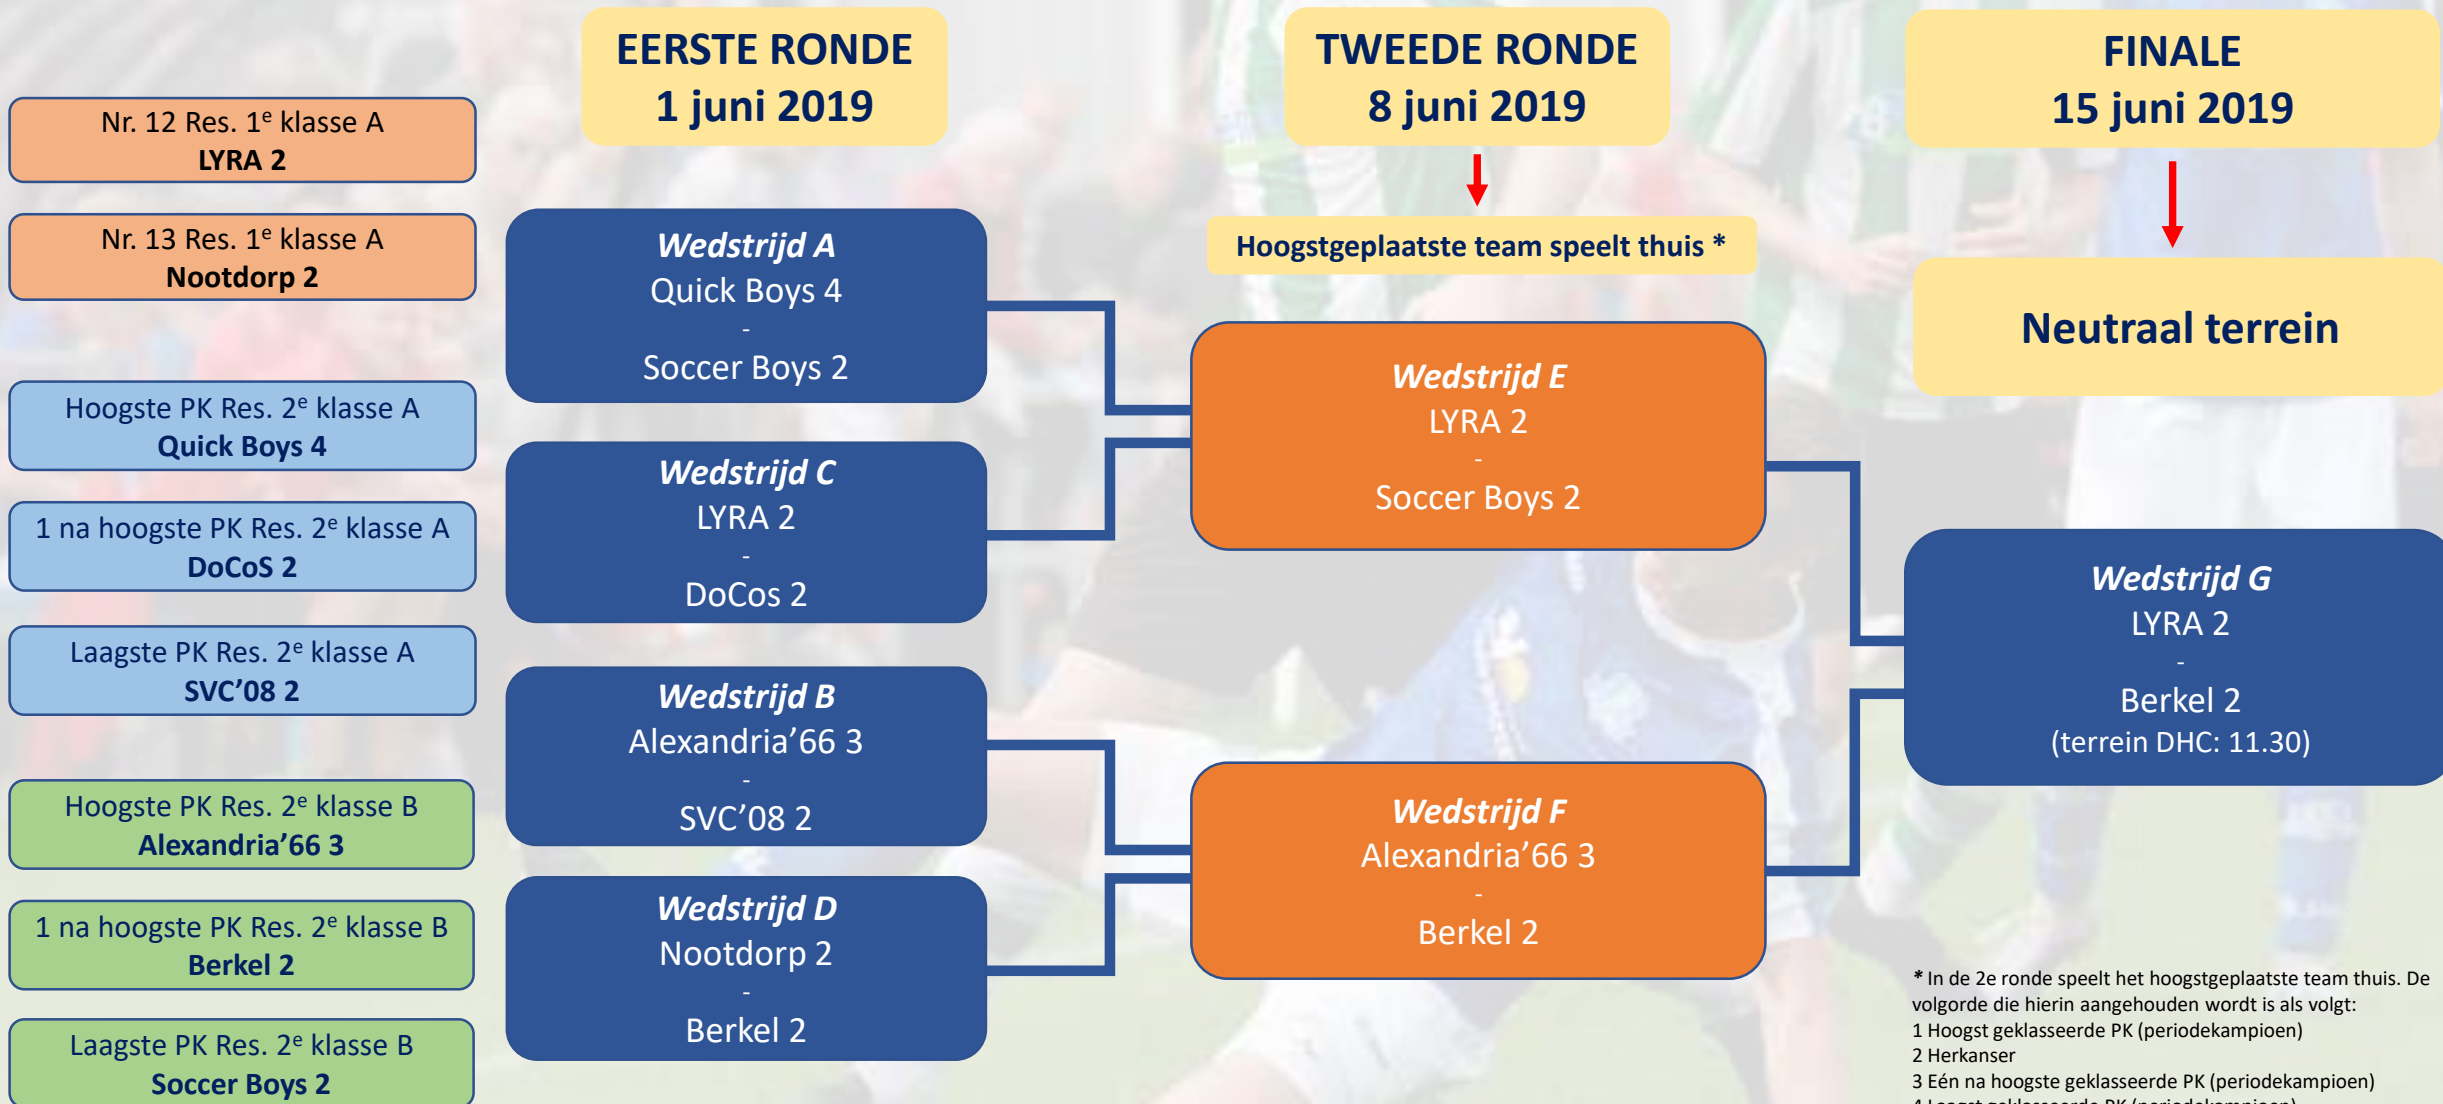 EERSTE RONDE
1 juni 2019
TWEEDE RONDE
8 juni 2019
FINALE
15 juni 2019
Nr. 12 Res. 1e klasse A
LYRA 2
Nr. 13 Res. 1e klasse A
Nootdorp 2
Hoogste PK Res. 2e klasse A
Quick Boys 4
1 na hoogste PK Res. 2e klasse A
DoCoS 2
Laagste PK Res. 2e klasse A
SVC’08 2
Hoogste PK Res. 2e klasse B
Alexandria’66 3
1 na hoogste PK Res. 2e klasse B
Berkel 2
Laagste PK Res. 2e klasse B
Soccer Boys 2
Wedstrijd A
Quick Boys 4
-
Soccer Boys 2
Wedstrijd C
LYRA 2
-
DoCos 2
Wedstrijd B
Alexandria’66 3
-
SVC’08 2
Wedstrijd D
Nootdorp 2
-
Berkel 2
Hoogstgeplaatste team speelt thuis *
Wedstrijd E
LYRA 2
-
Soccer Boys 2
Wedstrijd F
Alexandria’66 3
-
Berkel 2
Neutraal terrein
Wedstrijd G
LYRA 2
-
Berkel 2
(terrein DHC: 11.30)
* In de 2e ronde speelt het hoogstgeplaatste team thuis. De
volgorde die hierin aangehouden wordt is als volgt:
1 Hoogst geklasseerde PK (periodekampioen)
2 Herkanser
3 Eén na hoogste geklasseerde PK (periodekampioen)
4 Laagst geklasseerde PK (periodekampioen)